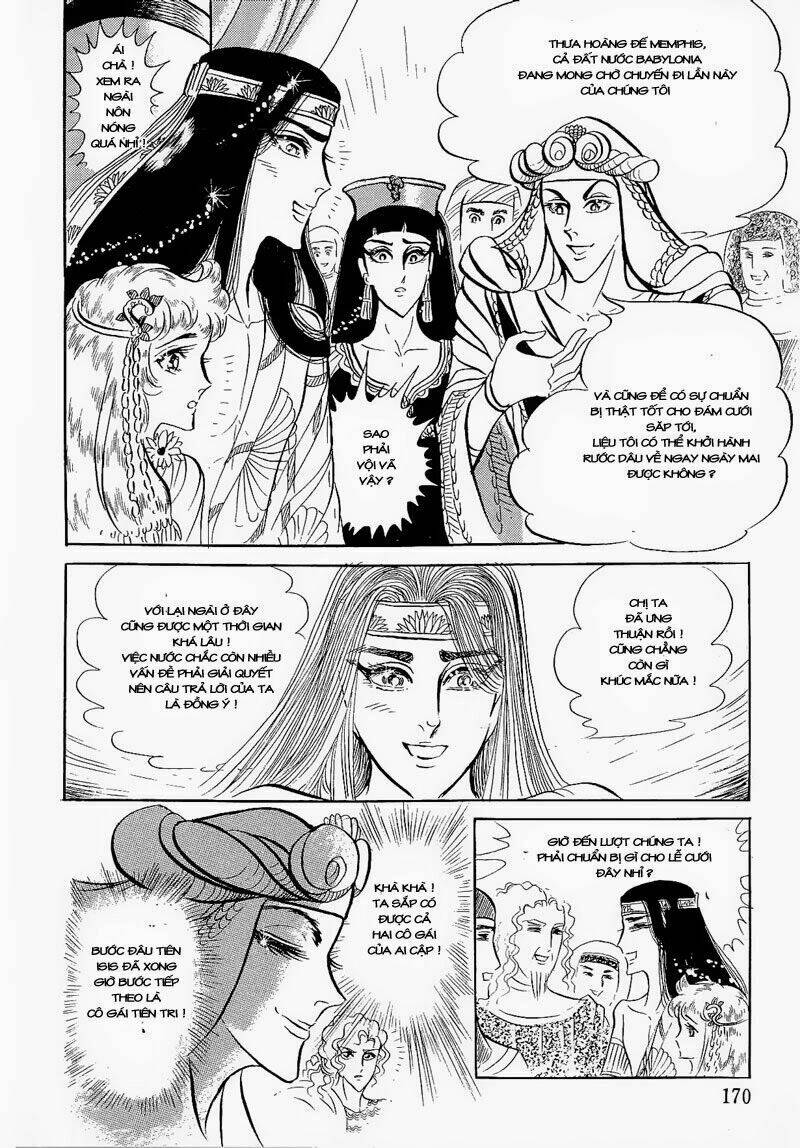 THƯA HOÀNG ĐẾ MEMPHIS,
CẢ ĐẤT NƯỚC BABYLONIA
ĐANG MONG CHỜ CHUYẾN ĐI LẦN NÀY
CỦA CHÚNG TÔI
ÁI
CHÀ !
XEM RA
NGÀI
NÔN
NÓNG
QUÁ NHỈ !
VÀ CŨNG ĐỂ CÓ SỰ CHUẨN
BỊ THẬT TỐT CHO ĐÁM CƯỚI
SẮP TỚI,
LIỆU TÔI CÓ THỂ KHỞI HÀNH
RƯỚC DÂU VỀ NGAY NGÀY MAI
ĐƯỢC KHÔNG ?
SAO
PHẢI
VỘI VÃ
VẬY ?
VỚI LẠI NGÀI Ở ĐÂY
CŨNG ĐƯỢC MỘT THỜI GIAN
KHÁ LÂU !
VIỆC NƯỚC CHẮC CÒN NHIỀU
VẤN ĐỀ PHẢI GIẢI QUYẾT
NÊN CÂU TRẢ LỜI CỦA TA
LÀ ĐỒNG Ý !
CHỊ TA
ĐÃ ƯNG
THUẬN RỒI !
CŨNG CHẲNG
CÒN GÌ
KHÚC MẮC NỮA !
KHÀ KHÀ !
TA SẮP CÓ
ĐƯỢC CẢ
HAI CÔ GÁI
CỦA AI CẬP !
BƯỚC ĐẦU TIÊN
ISIS ĐÃ XONG
GIỜ BƯỚC TIẾP
THEO LÀ
CÔ GÁI TIÊN TRI !
GIỜ ĐẾN LƯỢT CHÚNG TA !
PHẢI CHUẨN BỊ GÌ CHO LỄ CƯỚI
ĐÂY NHỈ ?
170